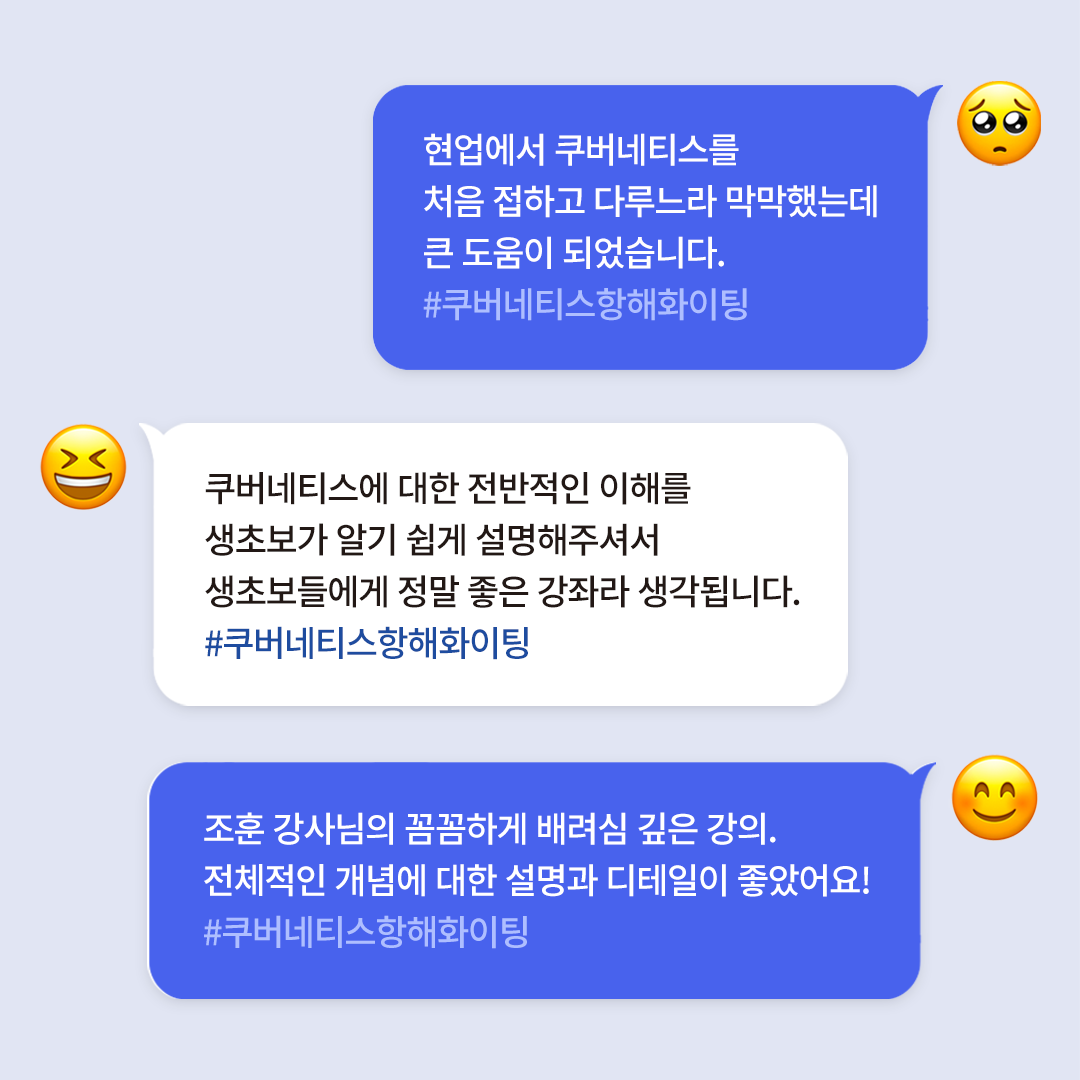 현업에서 쿠버네티스를
처음 접하고 다루느라 막막했는데
큰 도움이 되었습니다.
#쿠버네티스항해화이팅
쿠버네티스에 대한 전반적인 이해를
생초보가 알기 쉽게 설명해주셔서
생초보들에게 정말 좋은 강좌라 생각됩니다.
#쿠버네티스항해화이팅
조훈 강사님의 꼼꼼하게 배려심 깊은 강의.
전체적인 개념에 대한 설명과 디테일이 좋았어요!
#쿠버네티스항해화이팅